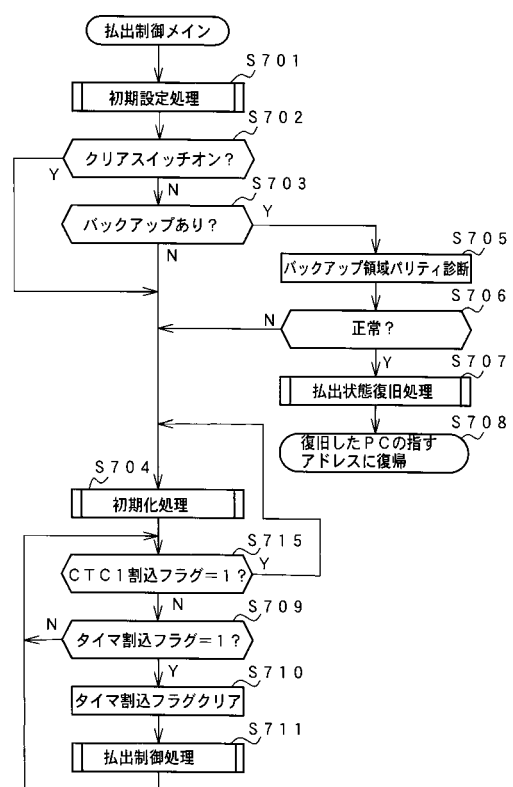 払出制御メイン
S701
初期設定処理
S702
クリアスイッチオン?
Y
N
S703
バックアップあり?
Y
N
S705
バックアップ領域パリティ診断
S706
正常?
N
Y
S707
払出状態復旧処理
S708
復旧したPCの指す
アドレスに復帰
S704
初期化処理
S715
CTC1割込フラグ=1?
Y
N
S709
タイマ割込フラグ=1?
N
Y
S710
タイマ割込フラグクリア
S711
払出制御処理